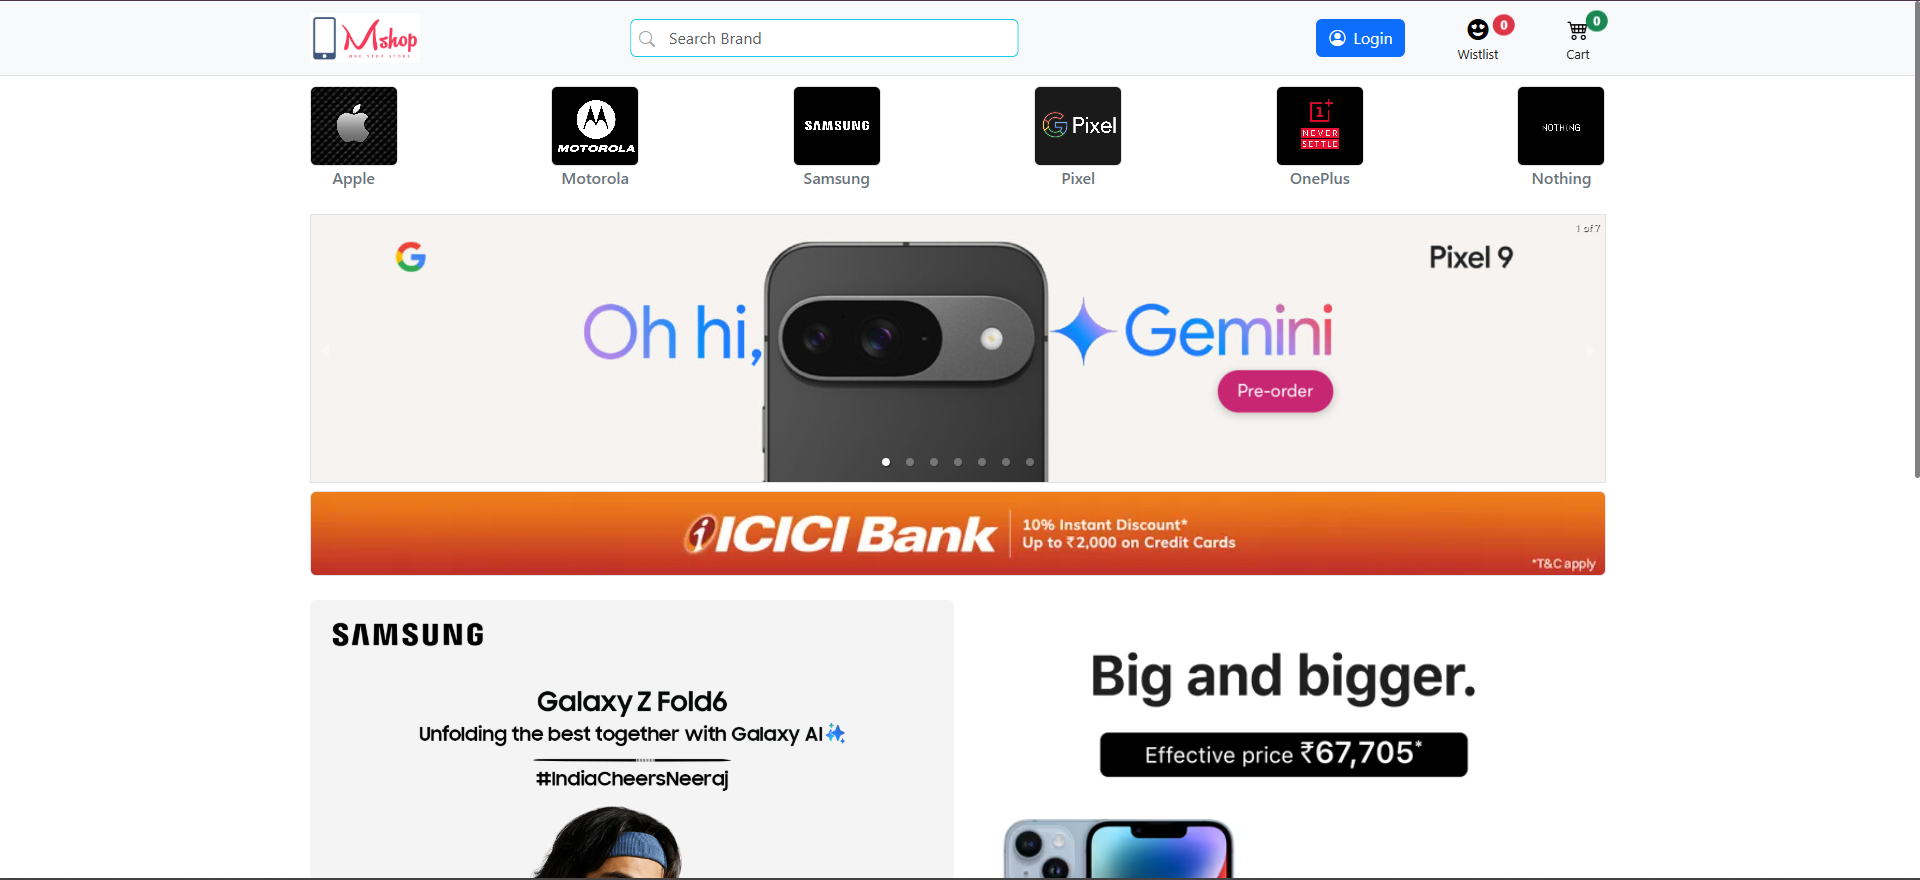 Mshop
ONE STOP STORE
Search Brand
Login
0
Wistlist
0
Cart
MOTOROLA
SAMSUNG
G Pixel
1+
NEVER
SETTLE
NOTHING
Apple
Motorola
Samsung
Pixel
OnePlus
Nothing
1 of 7
G
Pixel 9
Oh hi,
Gemini
Pre-order
ICICI Bank
10% Instant Discount*
Up to ₹2,000 on Credit Cards
*T&C apply
SAMSUNG
Galaxy Z Fold6
Unfolding the best together with Galaxy AI
#IndiaCheersNeeraj
Big and bigger.
Effective price ₹67,705*